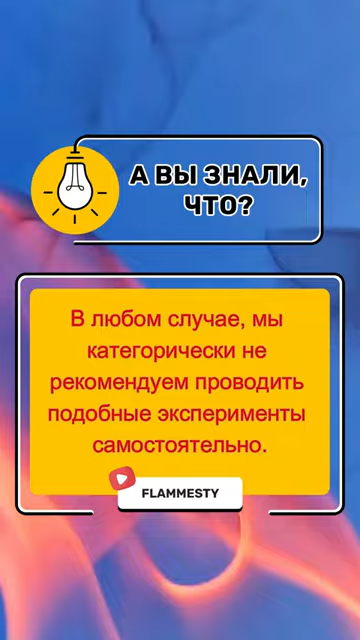 А ВЫ ЗНАЛИ,
ЧТО?
В любом случае, мы
категорически не
рекомендуем проводить
подобные эксперименты
самостоятельно.
FLAMMESTY